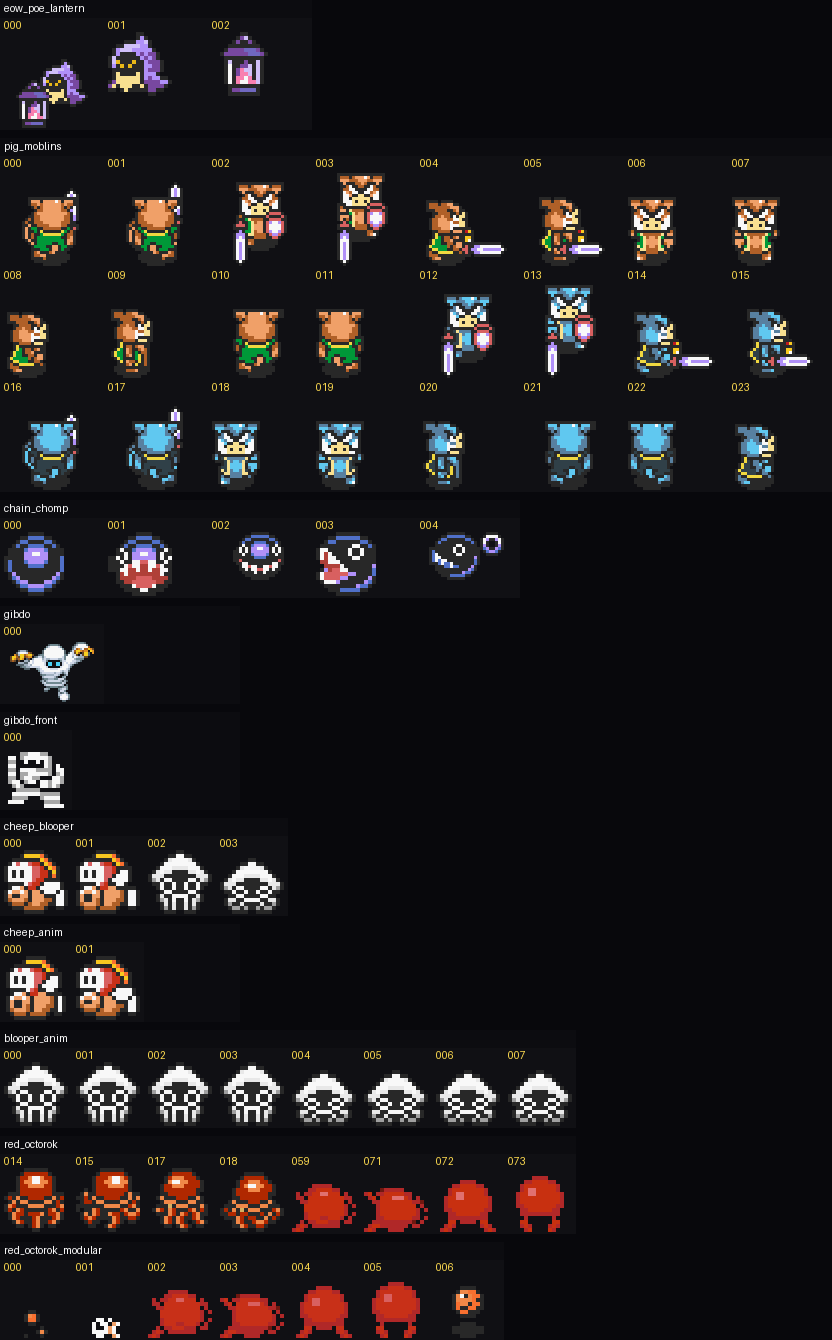 eow_poe_lantern
000 001 002
pig_moblins
000 001 002 003 004 005 006 007
008 009 010 011 012 013 014 015
016 017 018 019 020 021 022 023
chain_chomp
000 001 002 003 004
gibdo
000
gibdo_front
000
cheep_blooper
000 001 002 003
cheep_anim
000 001
blooper_anim
000 001 002 003 004 005 006 007
red_octorok
014 015 017 018 059 071 072 073
red_octorok_modular
000 001 002 003 004 005 006